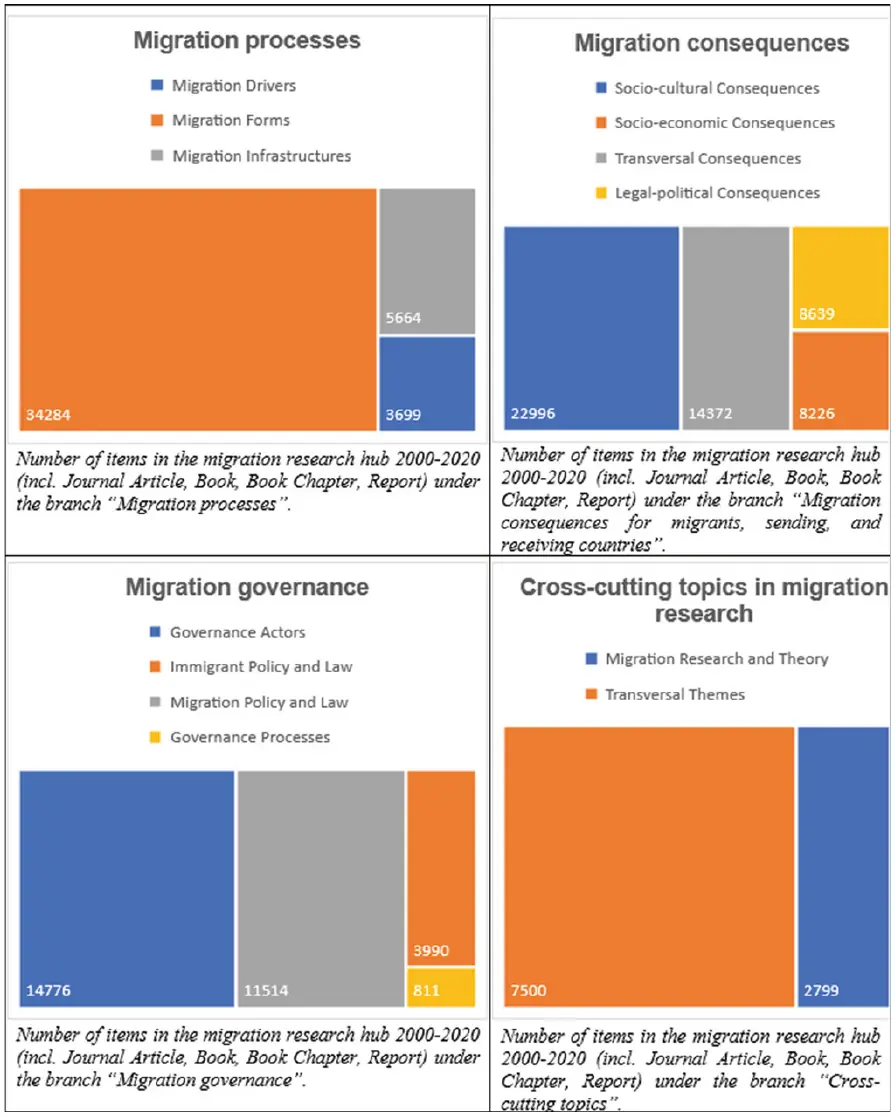 Migration processes
Migration Drivers
Migration Forms
Migration Infrastructures
5664
34284
3699
Number of items in the migration research hub 2000-2020
(incl. Journal Article, Book, Book Chapter, Report) under
the branch “Migration processes”.
Migration consequences
Socio-cultural Consequences
Socio-economic Consequences
Transversal Consequences
Legal-political Consequences
8639
22996
14372
8226
Number of items in the migration research hub
2000-2020 (incl. Journal Article, Book, Book
Chapter, Report) under the branch “Migration
consequences for migrants, sending, and
receiving countries”.
Migration governance
Governance Actors
Immigrant Policy and Law
Migration Policy and Law
Governance Processes
3990
14776
11514
811
Number of items in the migration research hub 2000-2020
(incl. Journal Article, Book, Book Chapter, Report) under
the branch “Migration governance”.
Cross-cutting topics in migration
research
Migration Research and Theory
Transversal Themes
7500
2799
Number of items in the migration research hub
2000-2020 (incl. Journal Article, Book, Book
Chapter, Report) under the branch “Cross-
cutting topics”.